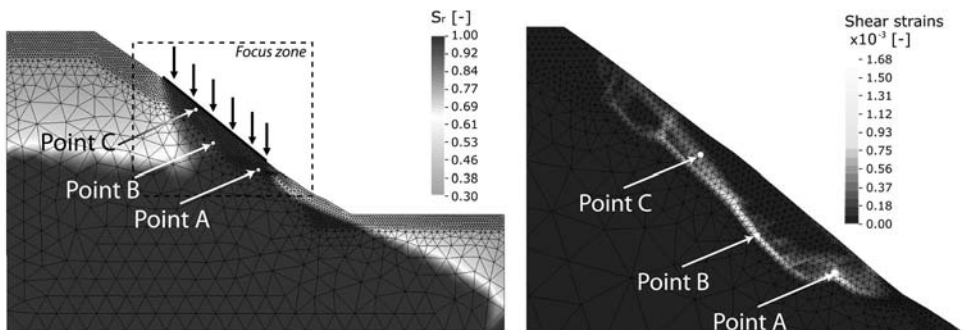 Sr [-]
1.00
0.92
0.84
0.76
0.69
0.61
0.53
0.46
0.38
0.30
Focus zone
Point C
Point B
Point A
Shear strains
x10⁻³ [-]
1.68
1.51
1.31
1.12
0.93
0.75
0.56
0.37
0.18
0.00
Point C
Point B
Point A